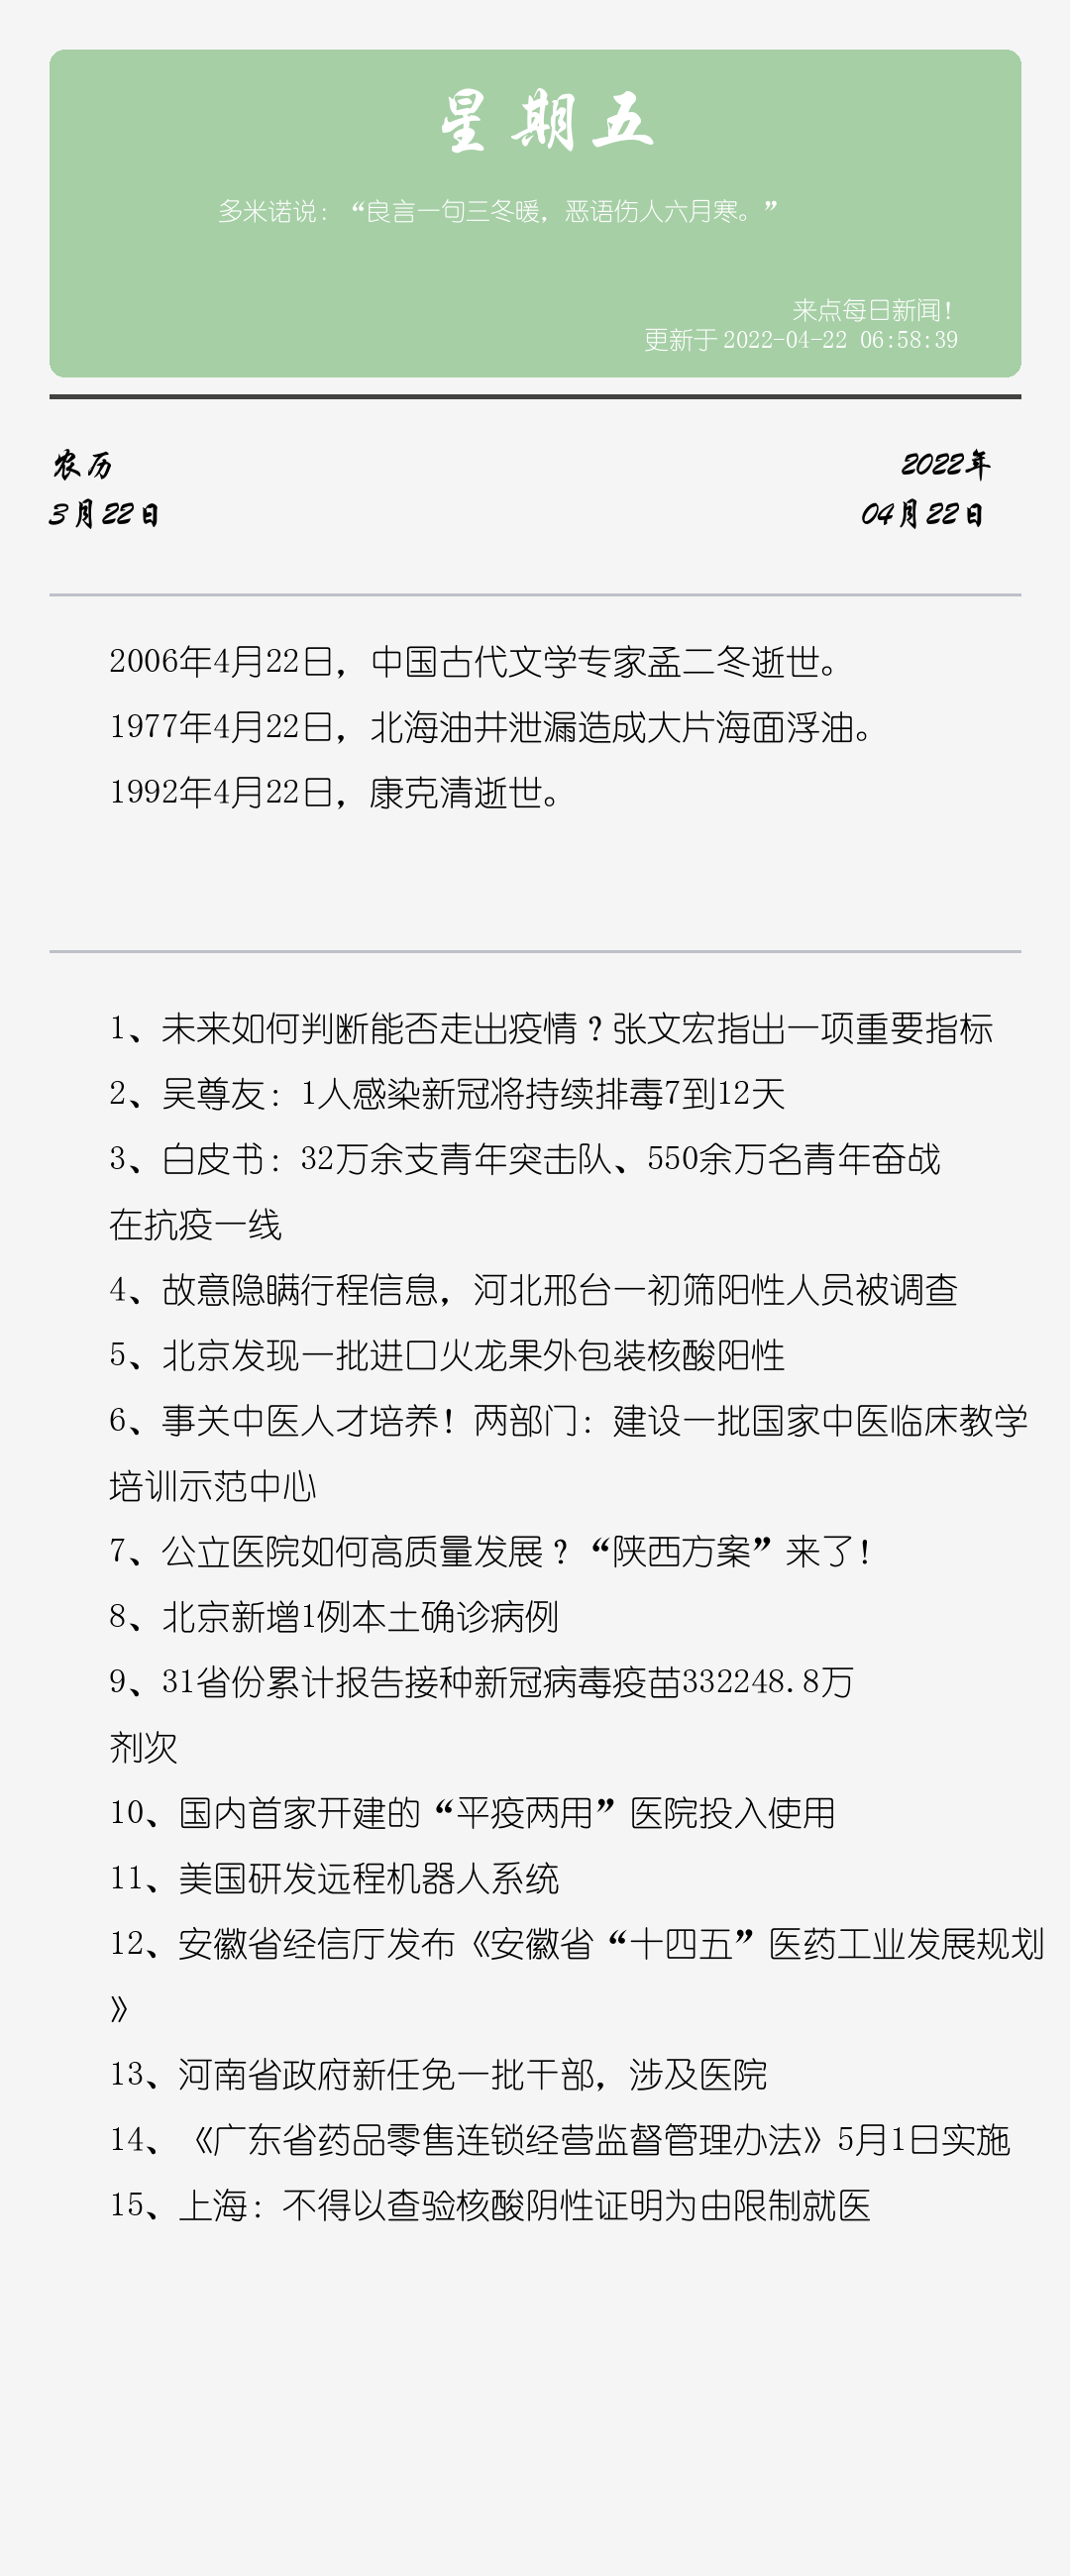 星期五
多米诺说：“良言一句三冬暖，恶语伤人六月寒。”
来点每日新闻！
更新于 2022-04-22 06:58:39
农历
2022年
3月22日
04月22日
2006年4月22日，中国古代文学专家孟二冬逝世。
1977年4月22日，北海油井泄漏造成大片海面浮油。
1992年4月22日，康克清逝世。
1、未来如何判断能否走出疫情？张文宏指出一项重要指标
2、吴尊友：1人感染新冠将持续排毒7到12天
3、白皮书：32万余支青年突击队、550余万名青年奋战
在抗疫一线
4、故意隐瞒行程信息，河北邢台一初筛阳性人员被调查
5、北京发现一批进口火龙果外包装核酸阳性
6、事关中医人才培养！两部门：建设一批国家中医临床教学
培训示范中心
7、公立医院如何高质量发展？“陕西方案”来了！
8、北京新增1例本土确诊病例
9、31省份累计报告接种新冠病毒疫苗332248.8万
剂次
10、国内首家开建的“平疫两用”医院投入使用
11、美国研发远程机器人系统
12、安徽省经信厅发布《安徽省“十四五”医药工业发展规划
》
13、河南省政府新任免一批干部，涉及医院
14、《广东省药品零售连锁经营监督管理办法》5月1日实施
15、上海：不得以查验核酸阴性证明为由限制就医